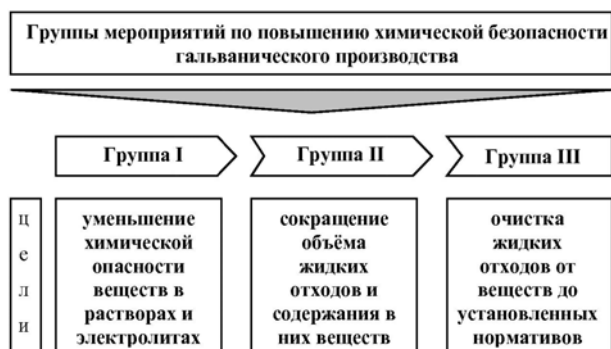 Группы мероприятий по повышению химической безопасности
гальванического производства
Группа I
Группа II
Группа III
цели
уменьшение
химической
опасности
веществ в
растворах и
электролитах
сокращение
объёма
жидких
отходов и
содержания в
них веществ
очистка
жидких
отходов от
веществ до
установленных
нормативов